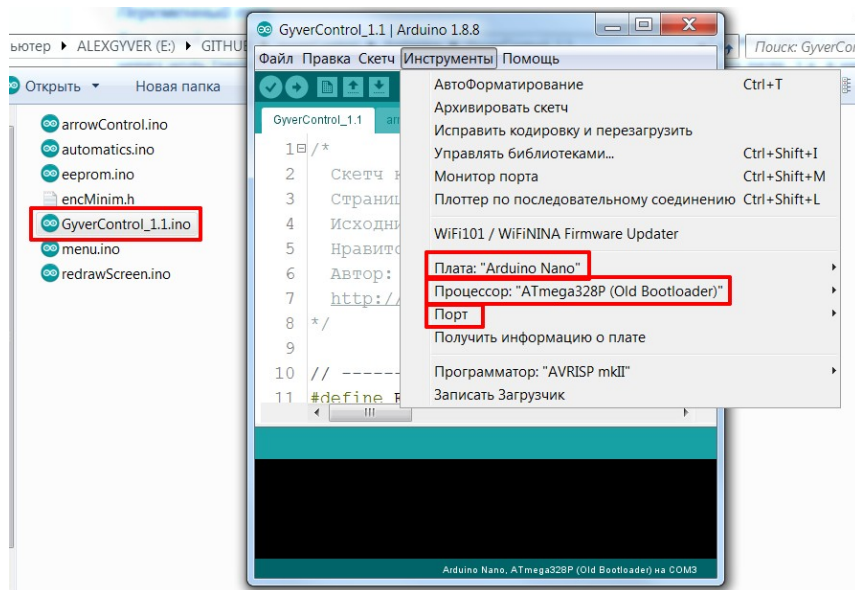 GyverControl_1.1 | Arduino 1.8.8
ьютер ▸ ALEXGYVER (E:) ▸ GITHU
Поиск: GyverCo
Файл Правка Скетч Инструменты Помощь
Открыть Новая папка
arrowControl.ino
automatics.ino
eeprom.ino
encMinim.h
GyverControl_1.1.ino
menu.ino
redrawScreen.ino
GyverControl_1.1
1 /*
2 Скетч
3 Страни
4 Исходни
5 Нравитс
6 Автор:
7 http://
8 */
9
10 // -----
11 #define
АвтоФорматирование Ctrl+T
Архивировать скетч
Исправить кодировку и перезагрузить
Управлять библиотеками... Ctrl+Shift+I
Монитор порта Ctrl+Shift+M
Плоттер по последовательному соединению Ctrl+Shift+L
WiFi101 / WiFiNINA Firmware Updater
Плата: "Arduino Nano"
Процессор: "ATmega328P (Old Bootloader)"
Порт
Получить информацию о плате
Программатор: "AVRISP mkII"
Записать Загрузчик
Arduino Nano, ATmega328P (Old Bootloader) на COM3